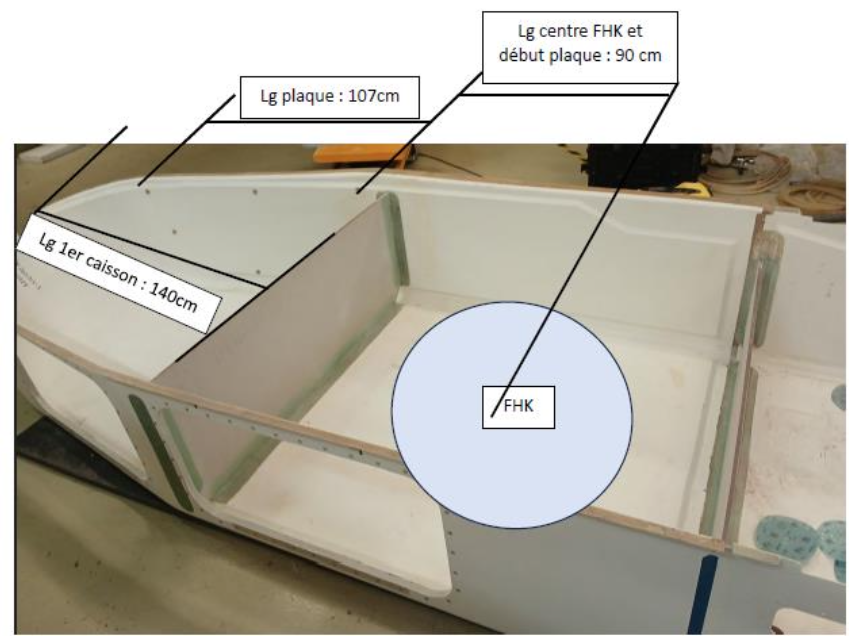 Lg centre FHK et
début plaque : 90 cm
Lg plaque : 107cm
Lg 1er caisson : 140cm
FHK